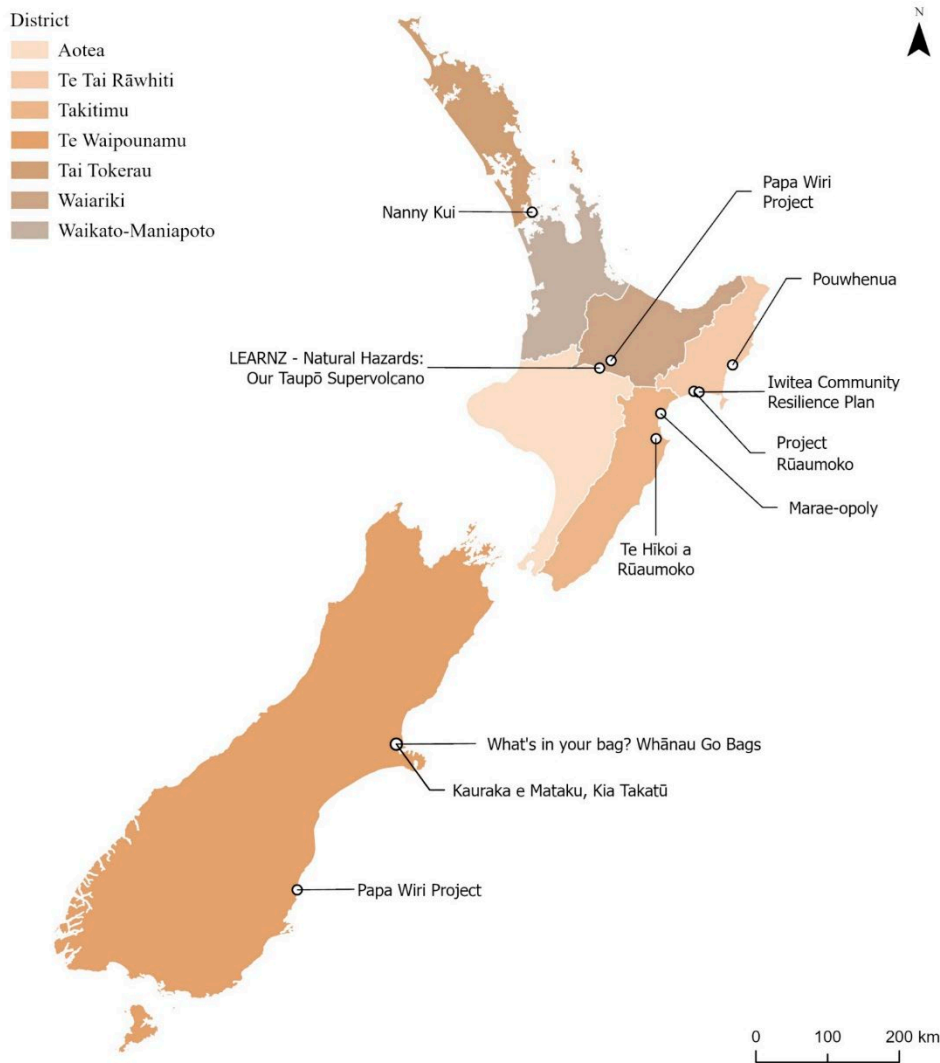 District
Aotea
Te Tai Rāwhiti
Takitimu
Te Waipounamu
Tai Tokerau
Waiariki
Waikato-Maniapoto
N
Nanny Kui
Papa Wiri
Project
Pouwhenua
LEARNZ - Natural Hazards:
Our Taupō Supervolcano
Iwitea Community
Resilience Plan
Project
Rūaumoko
Marae-opoly
Te Hīkoi a
Rūaumoko
What's in your bag? Whānau Go Bags
Kauraka e Mataku, Kia Takatū
Papa Wiri Project
0 100 200 km